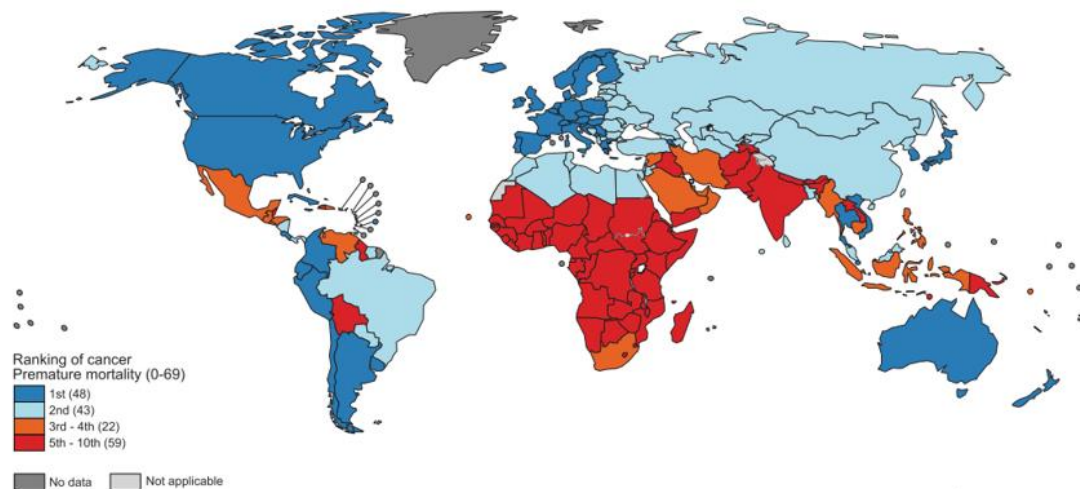 Ranking of cancer
Premature mortality (0-69)
1st (48)
2nd (43)
3rd - 4th (22)
5th - 10th (59)
No data
Not applicable